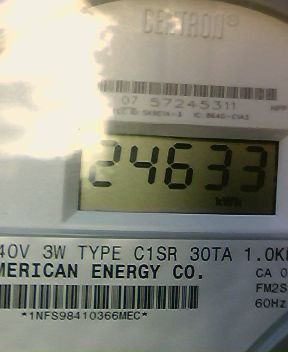 CENTRON®
07 57245311
24633
kWh
40V 3W TYPE C1SR 30TA 1.0K
MERICAN ENERGY CO.
CA 0
FM2S
60Hz
*1NFS98410366MEC*